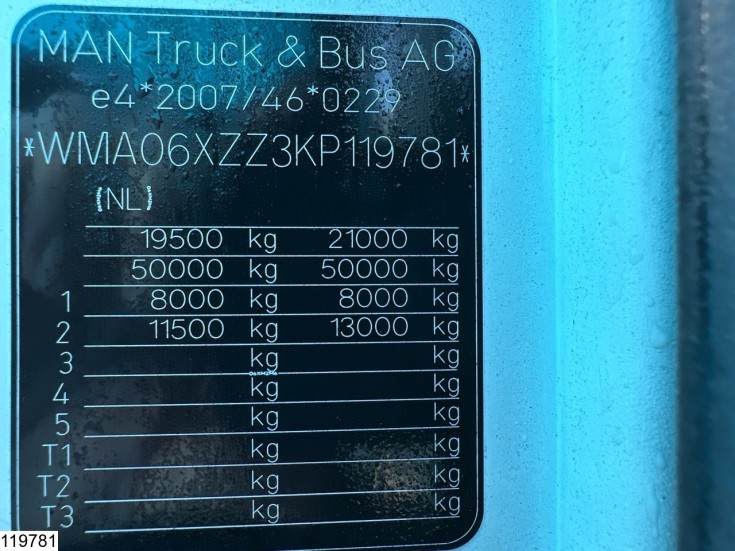 MAN Truck & Bus AG
e4*2007/46*0229
*WMA06XZZ3KP119781*
(NL)
19500 kg 21000 kg
50000 kg 50000 kg
1 8000 kg 8000 kg
2 11500 kg 13000 kg
3 kg kg
4 kg kg
5 kg kg
T1 kg kg
T2 kg kg
T3 kg kg
119781